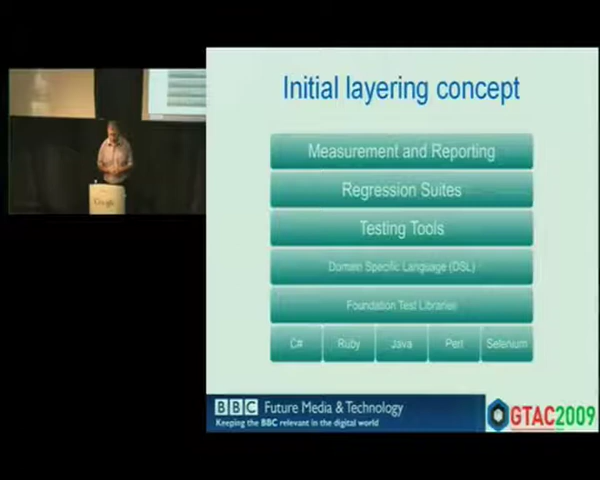 Initial layering concept
Measurement and Reporting
Regression Suites
Testing Tools
Domain Specific Language (DSL)
Foundation Test Libraries
C# Ruby Java Perl Selenium
Google
BBC Future Media & Technology
Keeping the BBC relevant in the digital world
GTAC2009